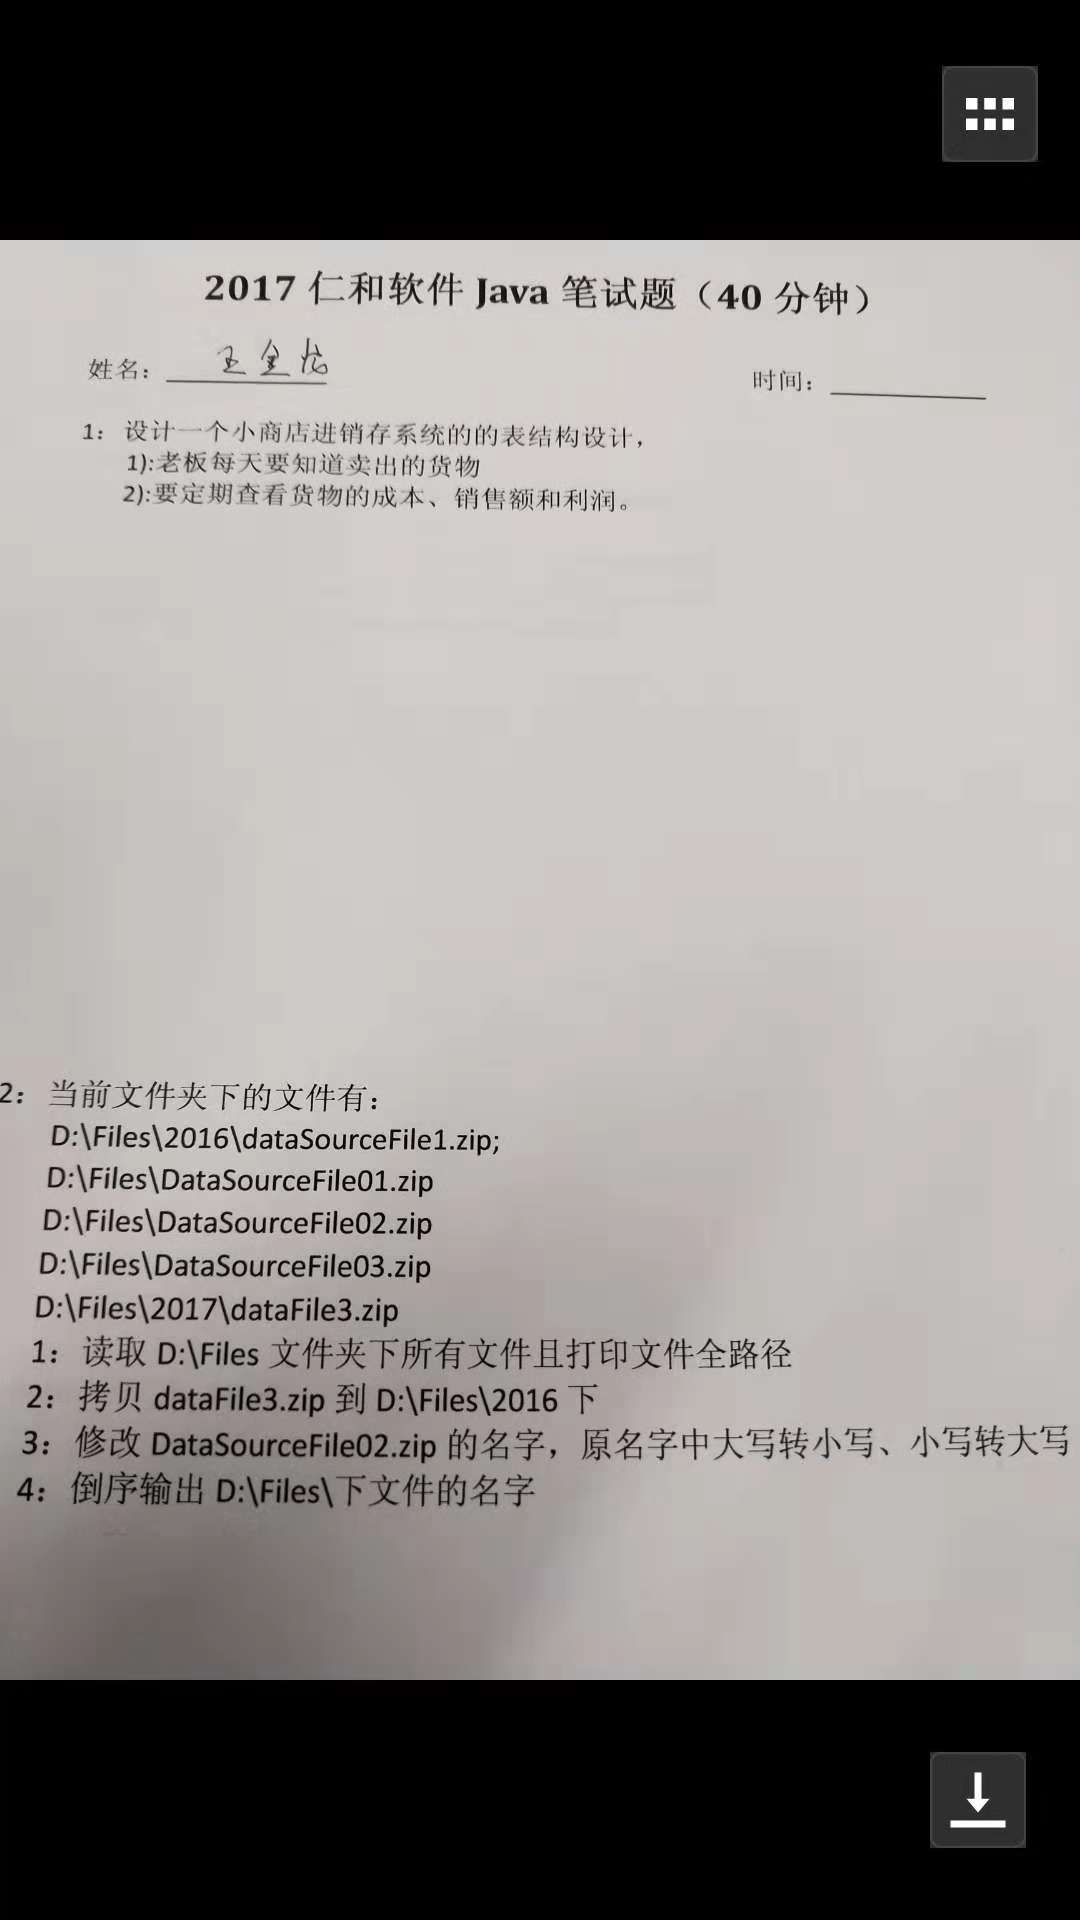 2017 仁和软件 Java 笔试题（40 分钟）
姓名： 王金龙
时间：
1： 设计一个小商店进销存系统的的表结构设计，
1):老板每天要知道卖出的货物
2):要定期查看货物的成本、销售额和利润。
2： 当前文件夹下的文件有：
D:\Files\2016\dataSourceFile1.zip;
D:\Files\DataSourceFile01.zip
D:\Files\DataSourceFile02.zip
D:\Files\DataSourceFile03.zip
D:\Files\2017\dataFile3.zip
1： 读取 D:\Files 文件夹下所有文件且打印文件全路径
2： 拷贝 dataFile3.zip 到 D:\Files\2016 下
3： 修改 DataSourceFile02.zip 的名字，原名字中大写转小写、小写转大写
4： 倒序输出 D:\Files\下文件的名字